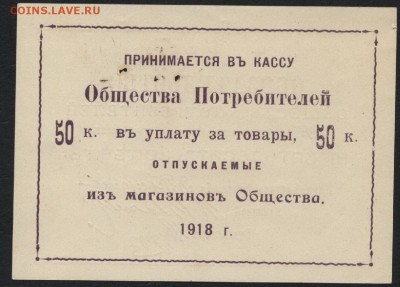 COINS.LAVE.RU
ПРИНИМАЕТСЯ ВЪ КАССУ
Общества Потребителей
50 к. въ уплату за товары, 50 к.
ОТПУСКАЕМЫЕ
изъ магазиновъ Общества.
1918 г.